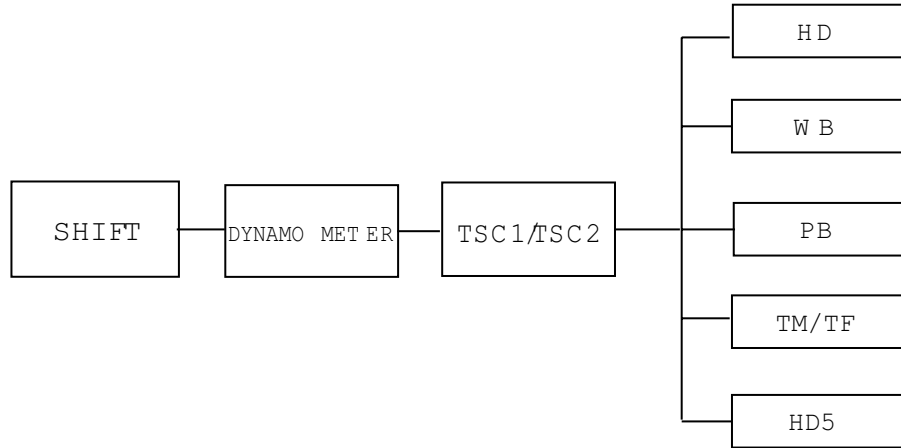 HD
WB
PB
SHIFT
DYNAMO METER
TSC1/TSC2
TM/TF
HD5